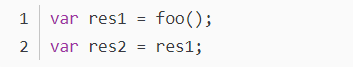 1 var res1 = foo();
2 var res2 = res1;